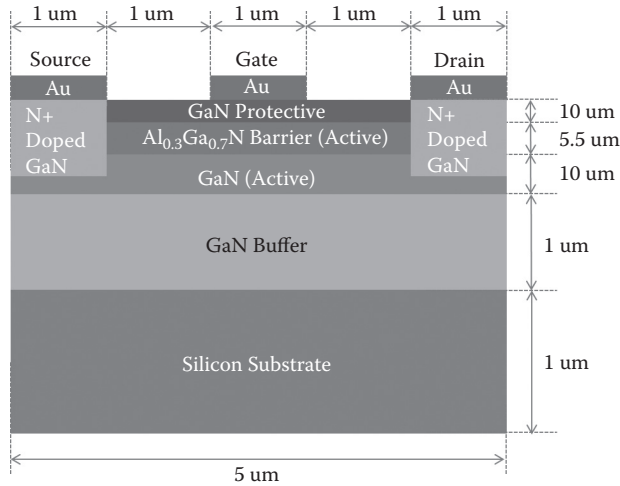 1 um 1 um 1 um 1 um 1 um
Source Gate Drain
Au Au Au
N+
Doped
GaN
GaN Protective
Al0.3Ga0.7N Barrier (Active)
GaN (Active)
N+
Doped
GaN
10 um
5.5 um
10 um
GaN Buffer
1 um
Silicon Substrate
1 um
5 um